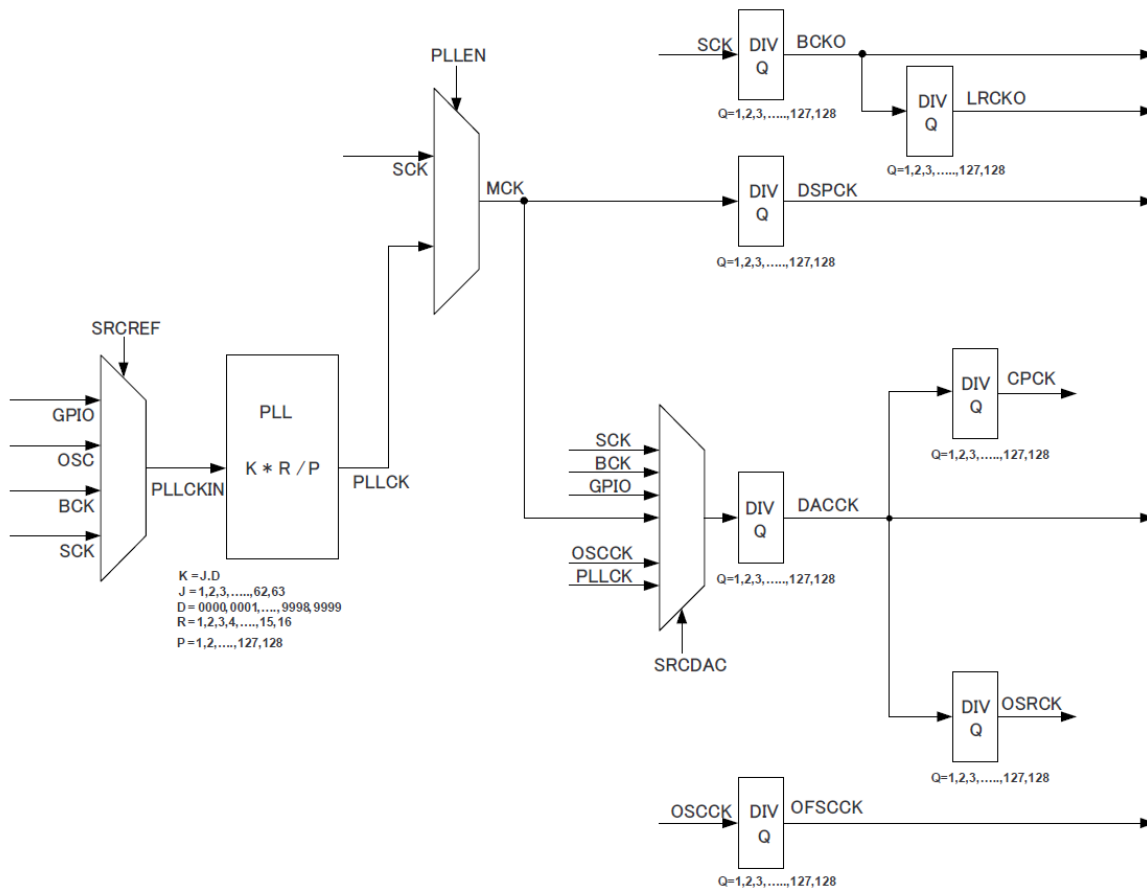 SCK
DIV
Q
BCKO
Q=1,2,3,.....,127,128
DIV
Q
LRCKO
Q=1,2,3,.....,127,128
PLLEN
SCK
MCK
DIV
Q
DSPCK
Q=1,2,3,.....,127,128
SRCREF
GPIO
OSC
BCK
SCK
PLLCKIN
PLL
K * R / P
PLLCK
K = J.D
J = 1,2,3,.....,62,63
D = 0000,0001,....,9998,9999
R = 1,2,3,4,....,15,16
P = 1,2,....,127,128
SCK
BCK
GPIO
OSCCK
PLLCK
SRCDAC
DIV
Q
DACCK
Q=1,2,3,.....,127,128
DIV
Q
CPCK
Q=1,2,3,.....,127,128
DIV
Q
OSRCK
Q=1,2,3,.....,127,128
OSCCK
DIV
Q
OFSCCK
Q=1,2,3,.....,127,128